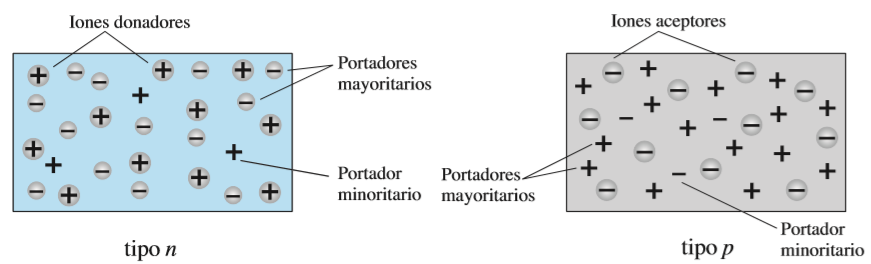 Iones donadores
Portadores
mayoritarios
Portador
minoritario
tipo n
Iones aceptores
Portadores
mayoritarios
Portador
minoritario
tipo p